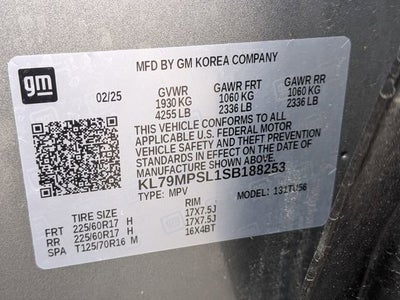 gm
MFD BY GM KOREA COMPANY
02/25 GVWR GAWR FRT GAWR RR
1930 KG 1060 KG 1060 KG
4255 LB 2336 LB 2336 LB
THIS VEHICLE CONFORMS TO ALL
APPLICABLE U.S. FEDERAL MOTOR
VEHICLE SAFETY AND THEFT PREVENTION
STANDARDS IN EFFECT ON THE DATE OF
MANUFACTURE SHOWN ABOVE.
KL79MPSL1SB188253
TYPE: MPV MODEL: 131TU56
TIRE SIZE RIM
FRT 225/60R17 H 17X7.5J
RR 225/60R17 H 17X7.5J
SPA T125/70R16 M 16X4BT